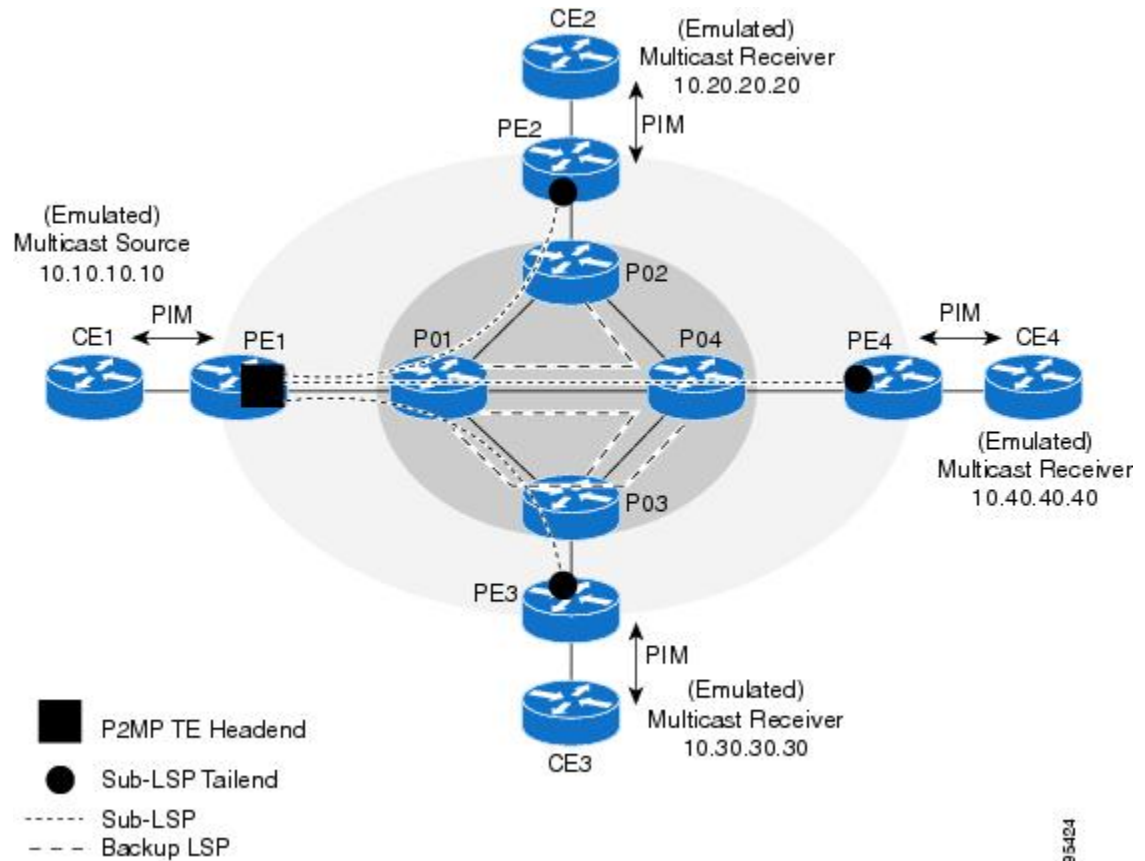 CE2
(Emulated)
Multicast Receiver
10.20.20.20
PE2
PIM
(Emulated)
Multicast Source
10.10.10.10
P02
CE1
PIM
PE1
P01
P04
PE4
PIM
CE4
(Emulated)
Multicast Receiver
10.40.40.40
P03
PE3
PIM
(Emulated)
Multicast Receiver
10.30.30.30
CE3
P2MP TE Headend
Sub-LSP Tailend
Sub-LSP
Backup LSP
95424